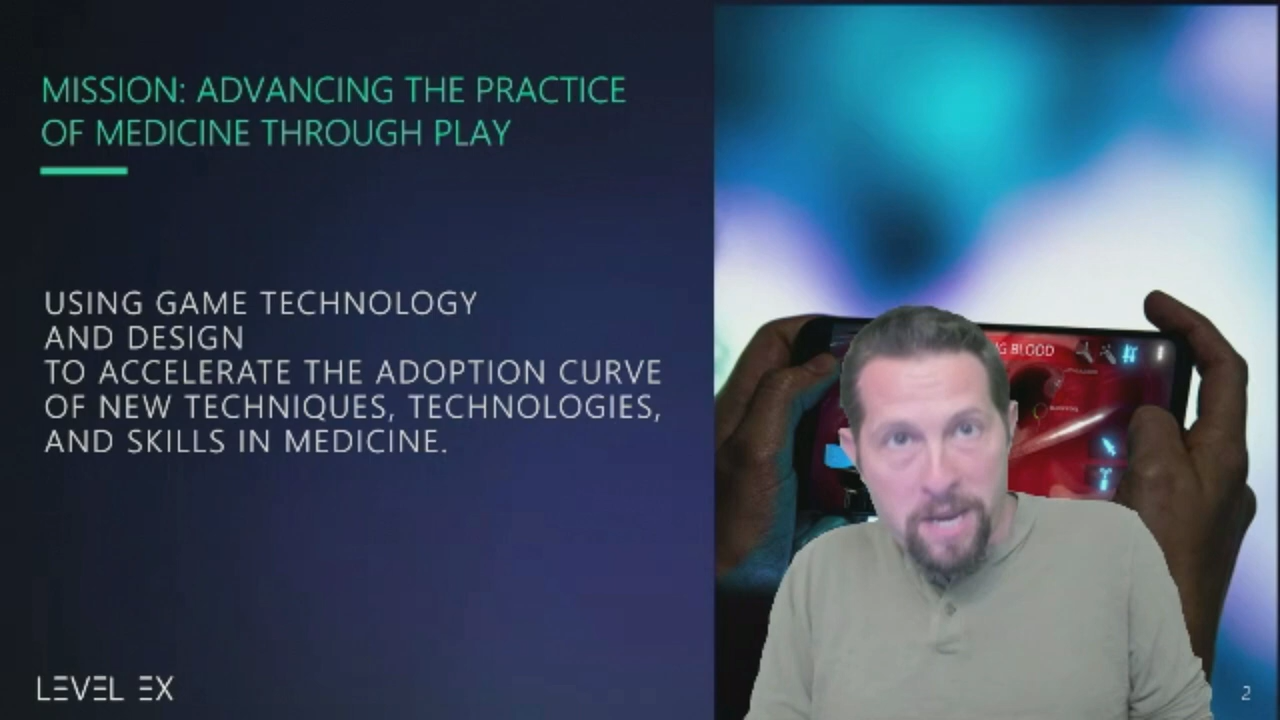 MISSION: ADVANCING THE PRACTICE
OF MEDICINE THROUGH PLAY
USING GAME TECHNOLOGY
AND DESIGN
TO ACCELERATE THE ADOPTION CURVE
OF NEW TECHNIQUES, TECHNOLOGIES,
AND SKILLS IN MEDICINE.
BLOOD
LEVEL EX
2